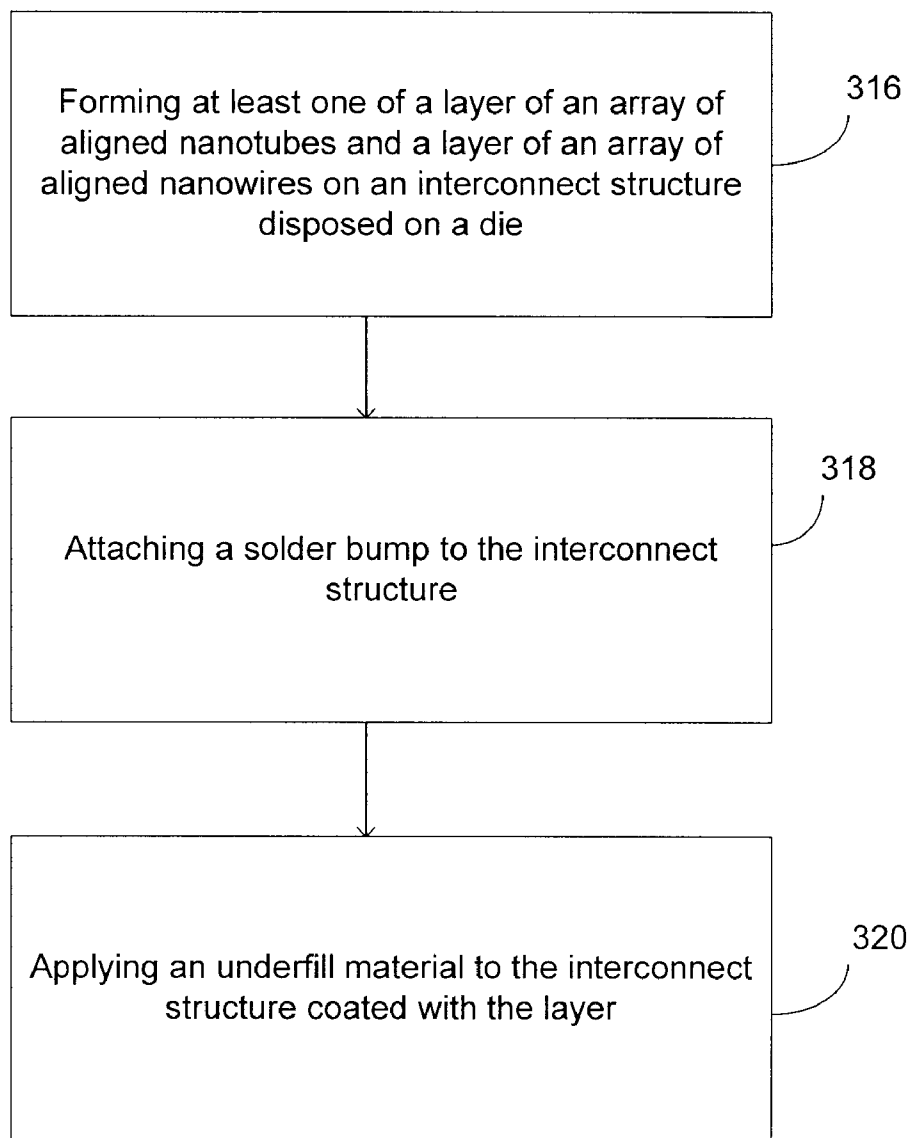 Forming at least one of a layer of an array of
aligned nanotubes and a layer of an array of
aligned nanowires on an interconnect structure
disposed on a die
316
Attaching a solder bump to the interconnect
structure
318
Applying an underfill material to the interconnect
structure coated with the layer
320